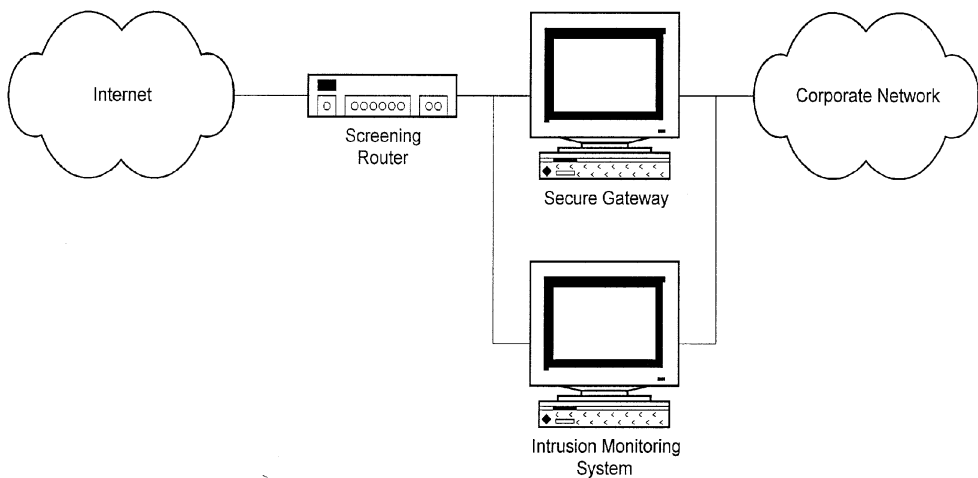 Internet
Screening
Router
Secure Gateway
Corporate Network
Intrusion Monitoring
System